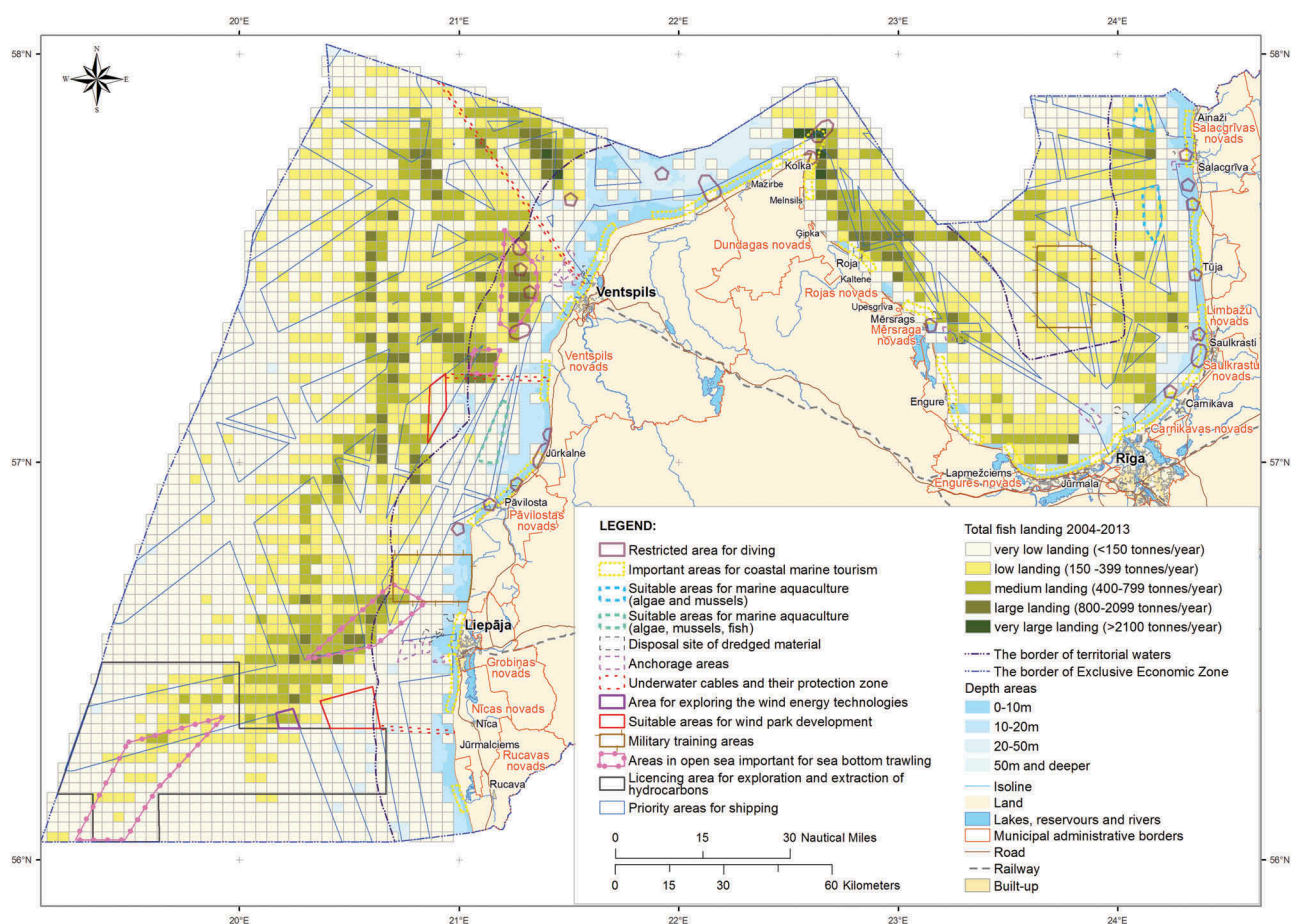 20°E 21°E 22°E 23°E 24°E
58°N 58°N
N
W E
S
Ainaži
Salacgrīvas
novads
Salacgrīva
Kolka
Mazirbe
Melnsils
Dundagas novads
Ģipka
Roja
Kaltene
Rojas novads
Tūja
Ventspils
Upesgrīva
Mērsrags
Mērsraga
novads
Limbažu
novads
Saulkrasti
Saulkrastu
novads
Ventspils
novads
Engure
Carnikava
Carnikavas novads
57°N 57°N
Jūrkalne
Rīga
Lapmežciems
Engures novads
Jūrmala
Pāvilosta
Pāvilostas
novads
Liepāja
Grobiņas
novads
Nīcas novads
Nīca
Jūrmalciems
Rucavas
novads
Rucava
LEGEND:
Restricted area for diving
Important areas for coastal marine tourism
Suitable areas for marine aquaculture
(algae and mussels)
Suitable areas for marine aquaculture
(algae, mussels, fish)
Disposal site of dredged material
Anchorage areas
Underwater cables and their protection zone
Area for exploring the wind energy technologies
Suitable areas for wind park development
Military training areas
Areas in open sea important for sea bottom trawling
Licencing area for exploration and extraction of
hydrocarbons
Priority areas for shipping
0 15 30 Nautical Miles
0 15 30 60 Kilometers
Total fish landing 2004-2013
very low landing (<150 tonnes/year)
low landing (150 -399 tonnes/year)
medium landing (400-799 tonnes/year)
large landing (800-2099 tonnes/year)
very large landing (>2100 tonnes/year)
The border of territorial waters
The border of Exclusive Economic Zone
Depth areas
0-10m
10-20m
20-50m
50m and deeper
Isoline
Land
Lakes, reservours and rivers
Municipal administrative borders
Road
Railway
Built-up
56°N 56°N
20°E 21°E 22°E 23°E 24°E